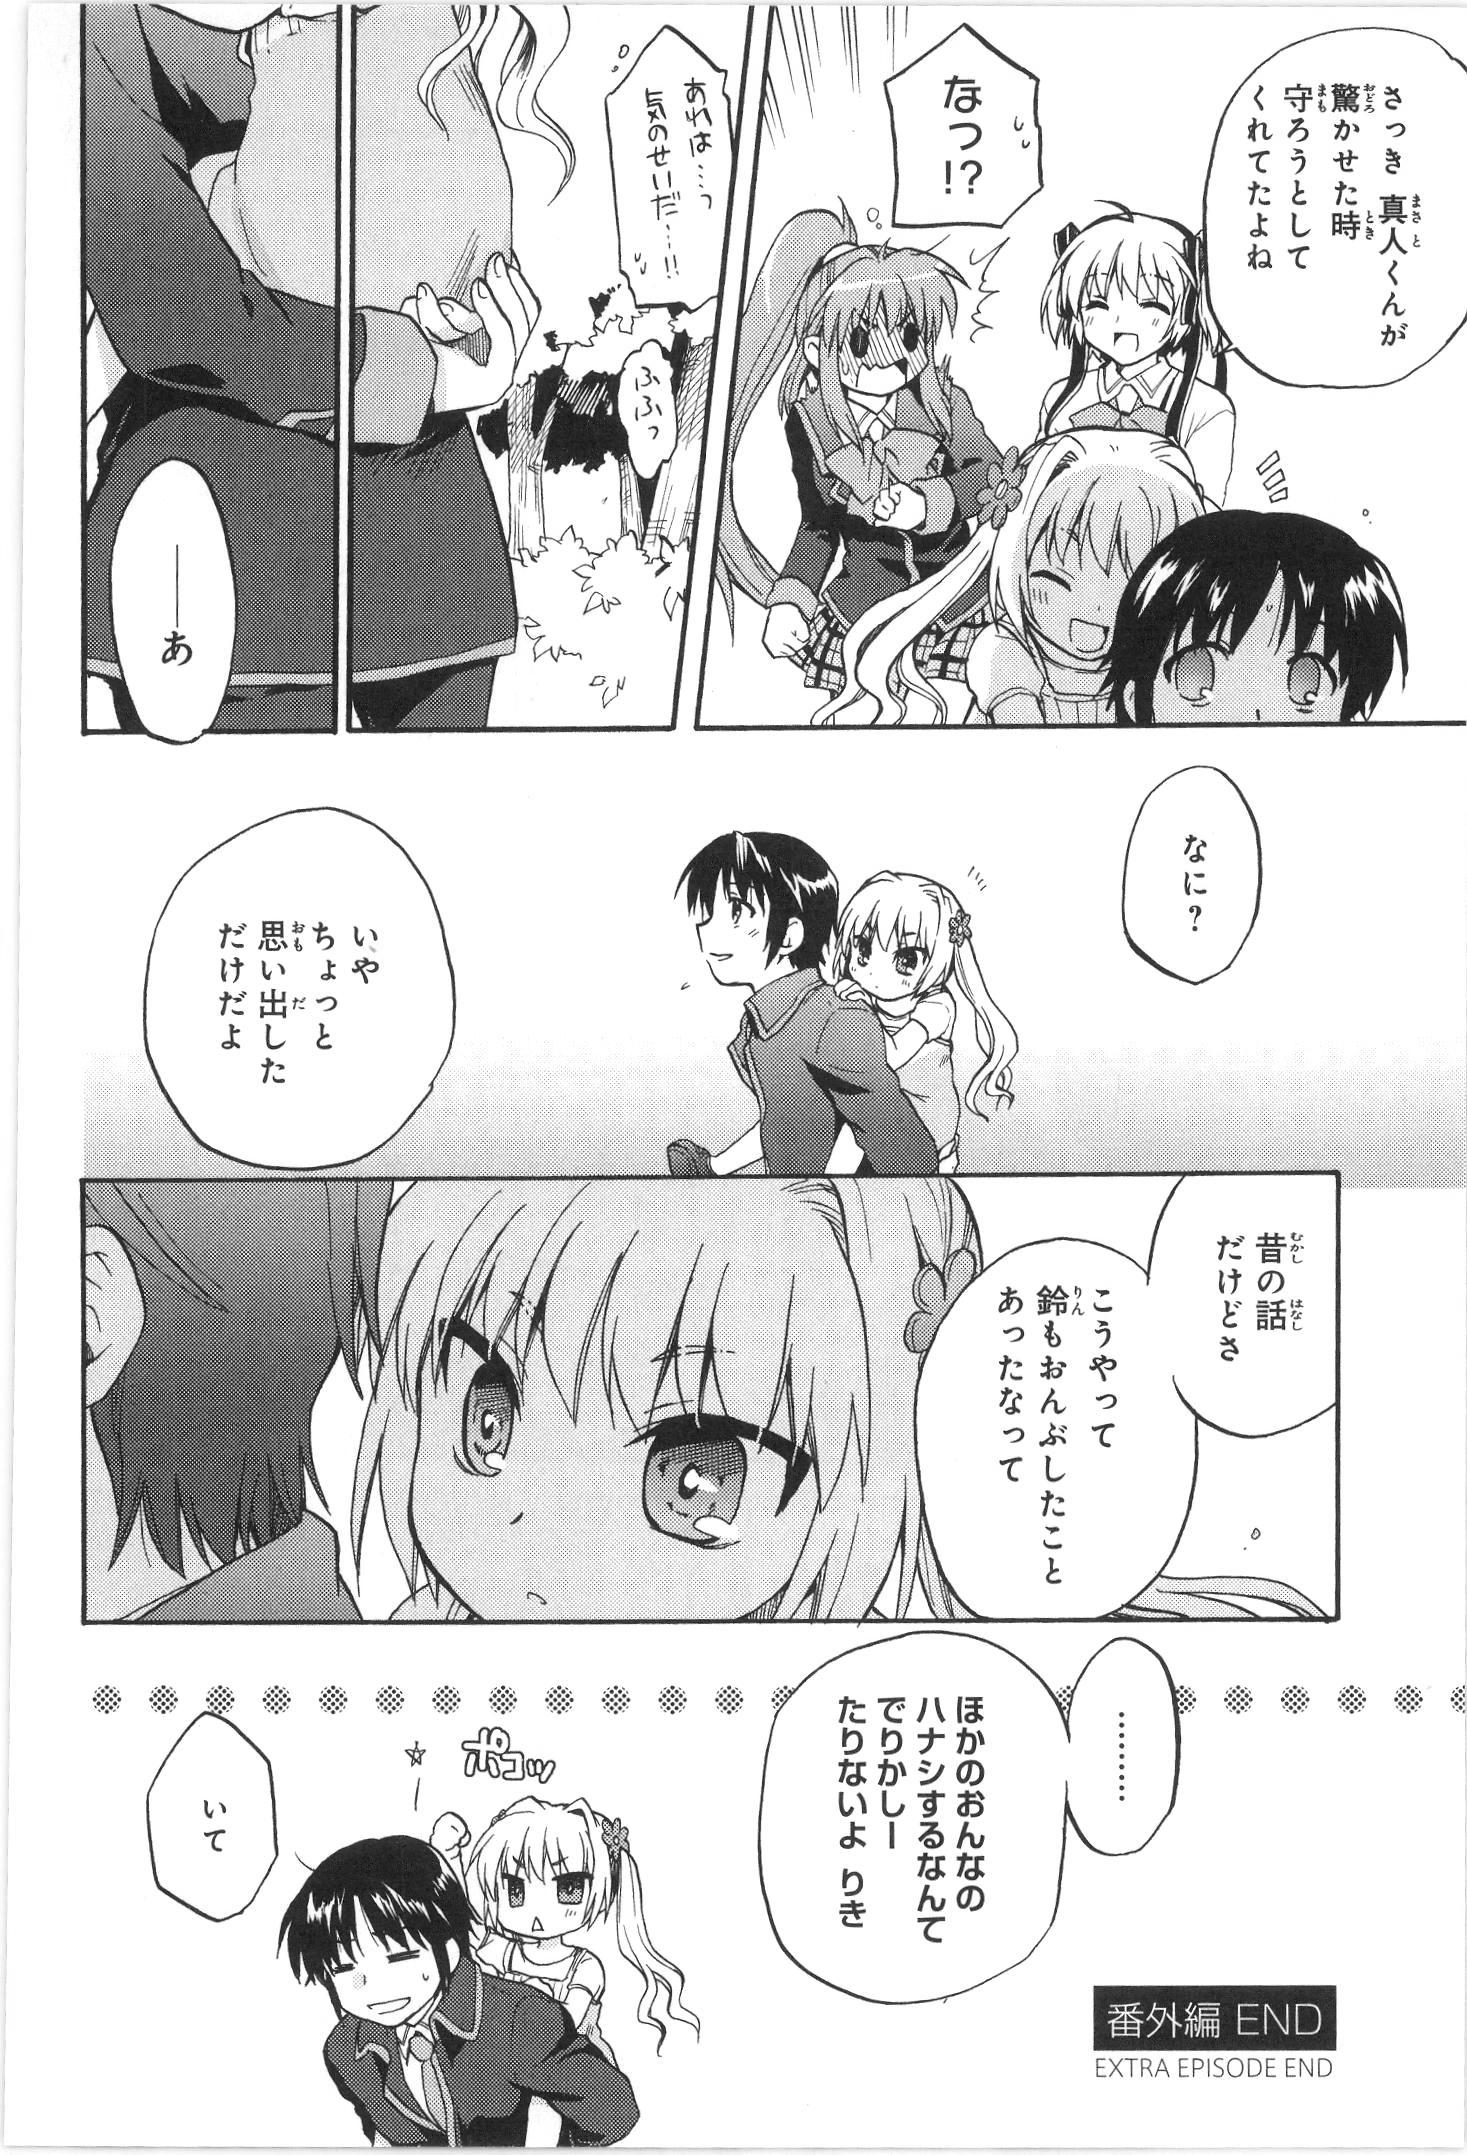 さっき 真人くんが
驚かせた時
守ろうとして
くれてたよね
なっ!?
あれは…っ
気のせいだ…!!
ふふっ
――あ
なに?
いや
ちょっと
思い出した
だけだよ
昔の話
だけどさ
こうやって
鈴もおんぶしたこと
あったなって
………
ほかのおんなの
ハナシするなんて
でりかしー
たりないよ りき
ポコッ
いて
番外編 END
EXTRA EPISODE END